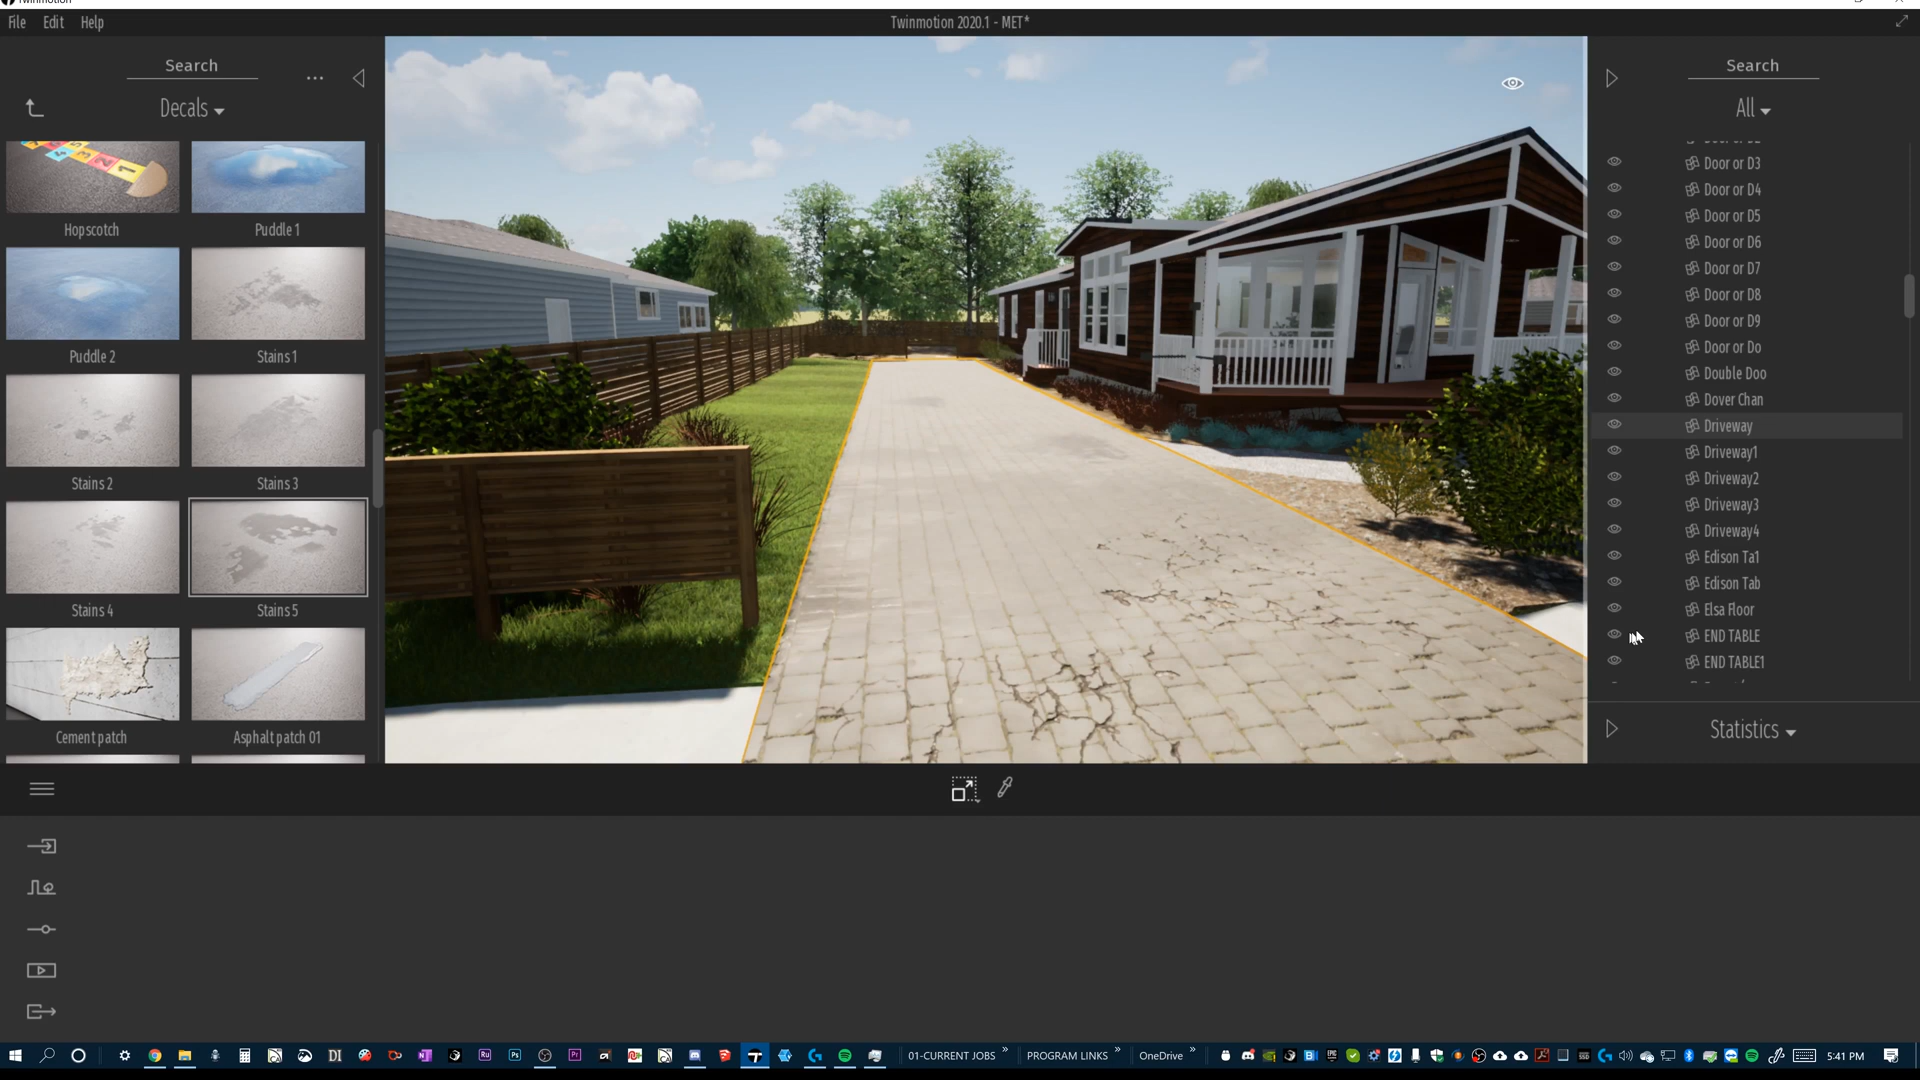 Twinmotion
File Edit Help
Twinmotion 2020.1 - MET*
Search
...
Decals
Hopscotch
Puddle 1
Puddle 2
Stains 1
Stains 2
Stains 3
Stains 4
Stains 5
Cement patch
Asphalt patch 01
Search
All
Door or D3
Door or D4
Door or D5
Door or D6
Door or D7
Door or D8
Door or D9
Door or Do
Double Doo
Dover Chan
Driveway
Driveway1
Driveway2
Driveway3
Driveway4
Edison Ta1
Edison Tab
Elsa Floor
END TABLE
END TABLE1
Statistics
01-CURRENT JOBS
PROGRAM LINKS
OneDrive
5:41 PM